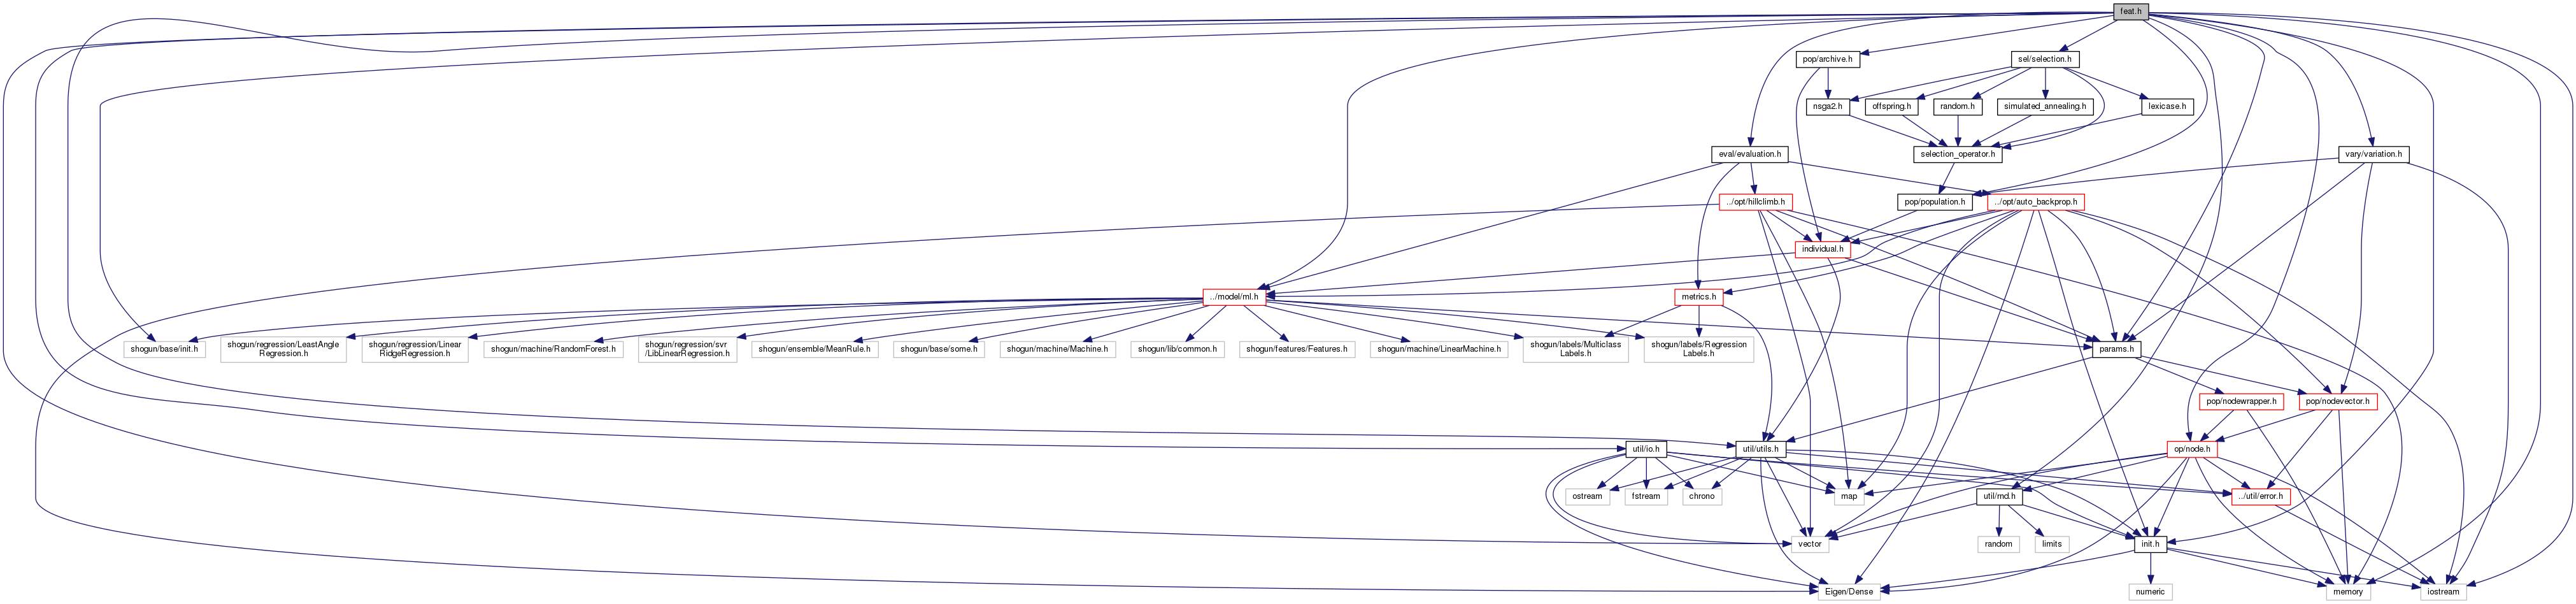 feat.h
pop/archive.h
sel/selection.h
nsga2.h
offspring.h
random.h
simulated_annealing.h
lexicase.h
eval/evaluation.h
selection_operator.h
vary/variation.h
../opt/hillclimb.h
pop/population.h
../opt/auto_backprop.h
individual.h
../model/ml.h
metrics.h
shogun/base/init.h
shogun/regression/LeastAngle
Regression.h
shogun/regression/Linear
RidgeRegression.h
shogun/machine/RandomForest.h
shogun/regression/svr
/LibLinearRegression.h
shogun/ensemble/MeanRule.h
shogun/base/some.h
shogun/machine/Machine.h
shogun/lib/common.h
shogun/features/Features.h
shogun/machine/LinearMachine.h
shogun/labels/Multiclass
Labels.h
shogun/labels/Regression
Labels.h
params.h
pop/nodewrapper.h
pop/nodevector.h
util/io.h
util/utils.h
op/node.h
ostream
fstream
chrono
map
util/rnd.h
../util/error.h
vector
random
limits
init.h
Eigen/Dense
numeric
memory
iostream